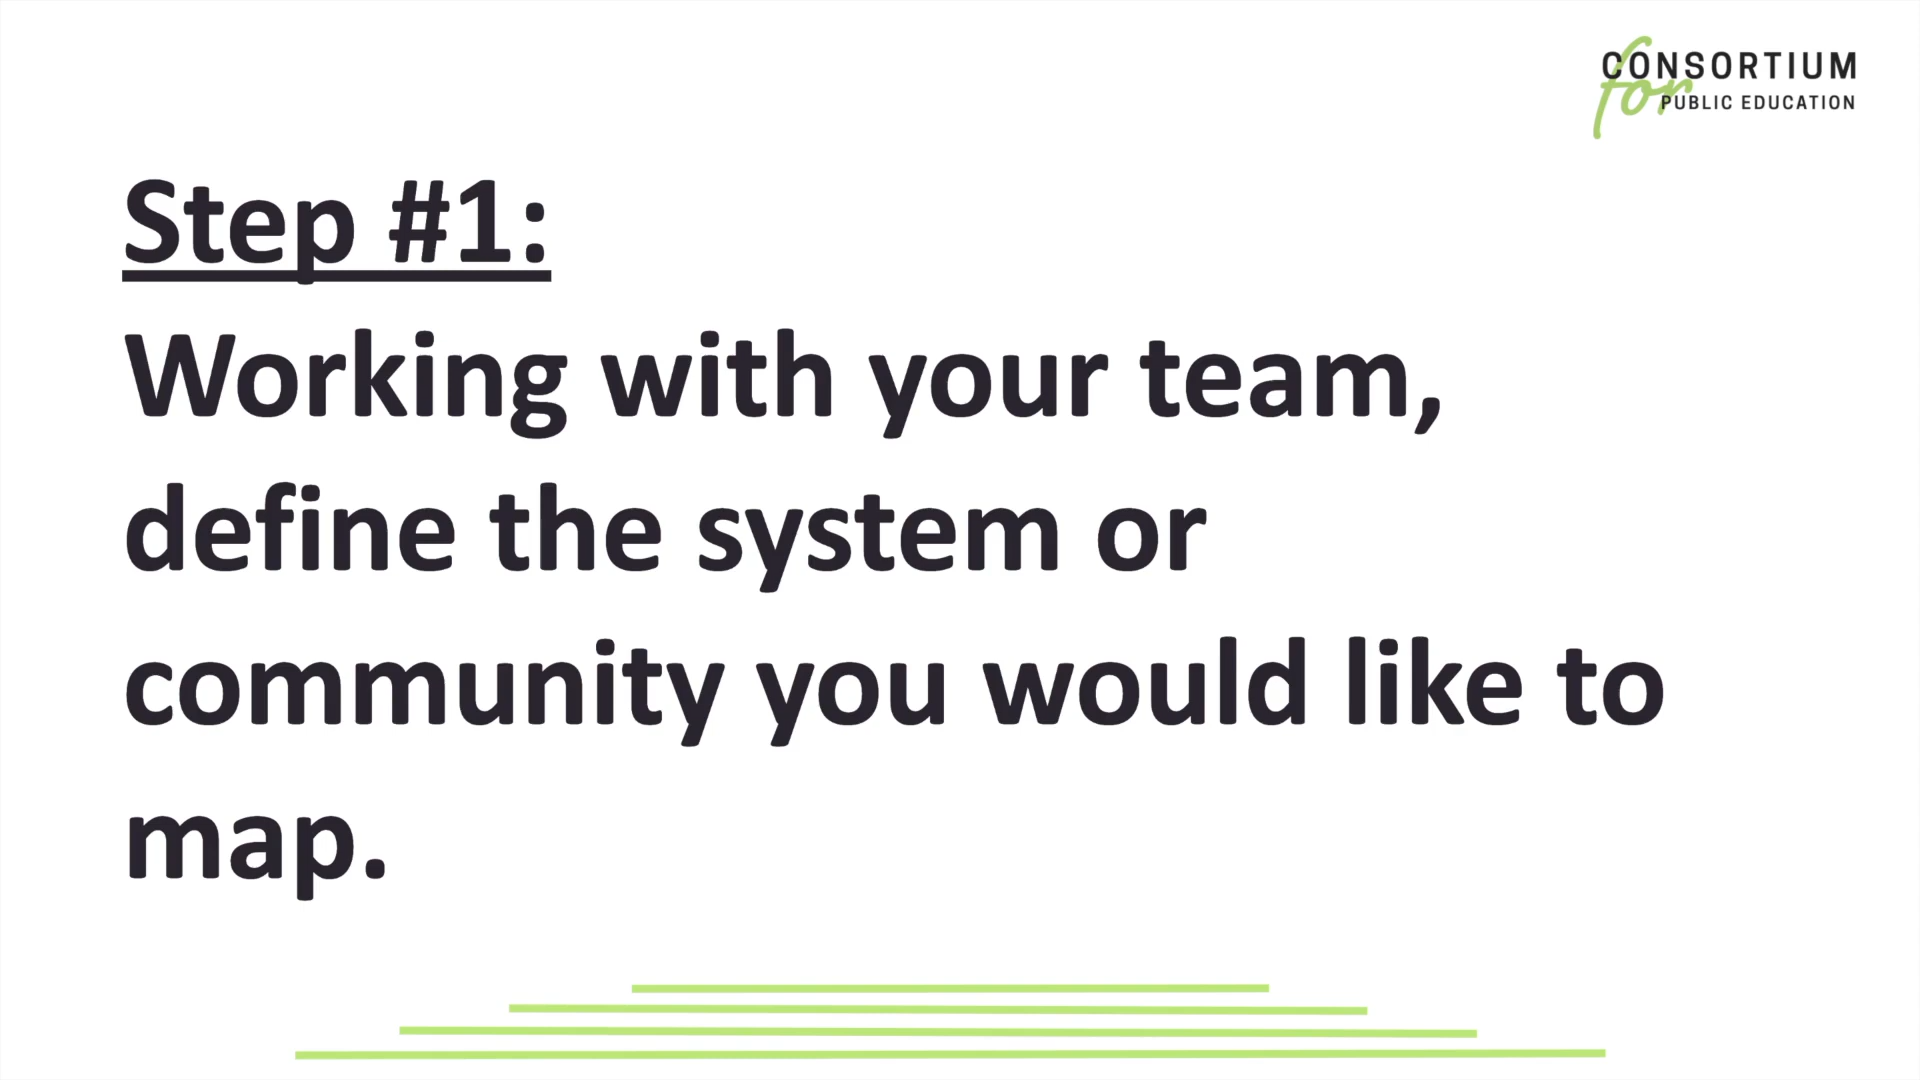 CONSORTIUM
for PUBLIC EDUCATION
Step #1:
Working with your team,
define the system or
community you would like to
map.